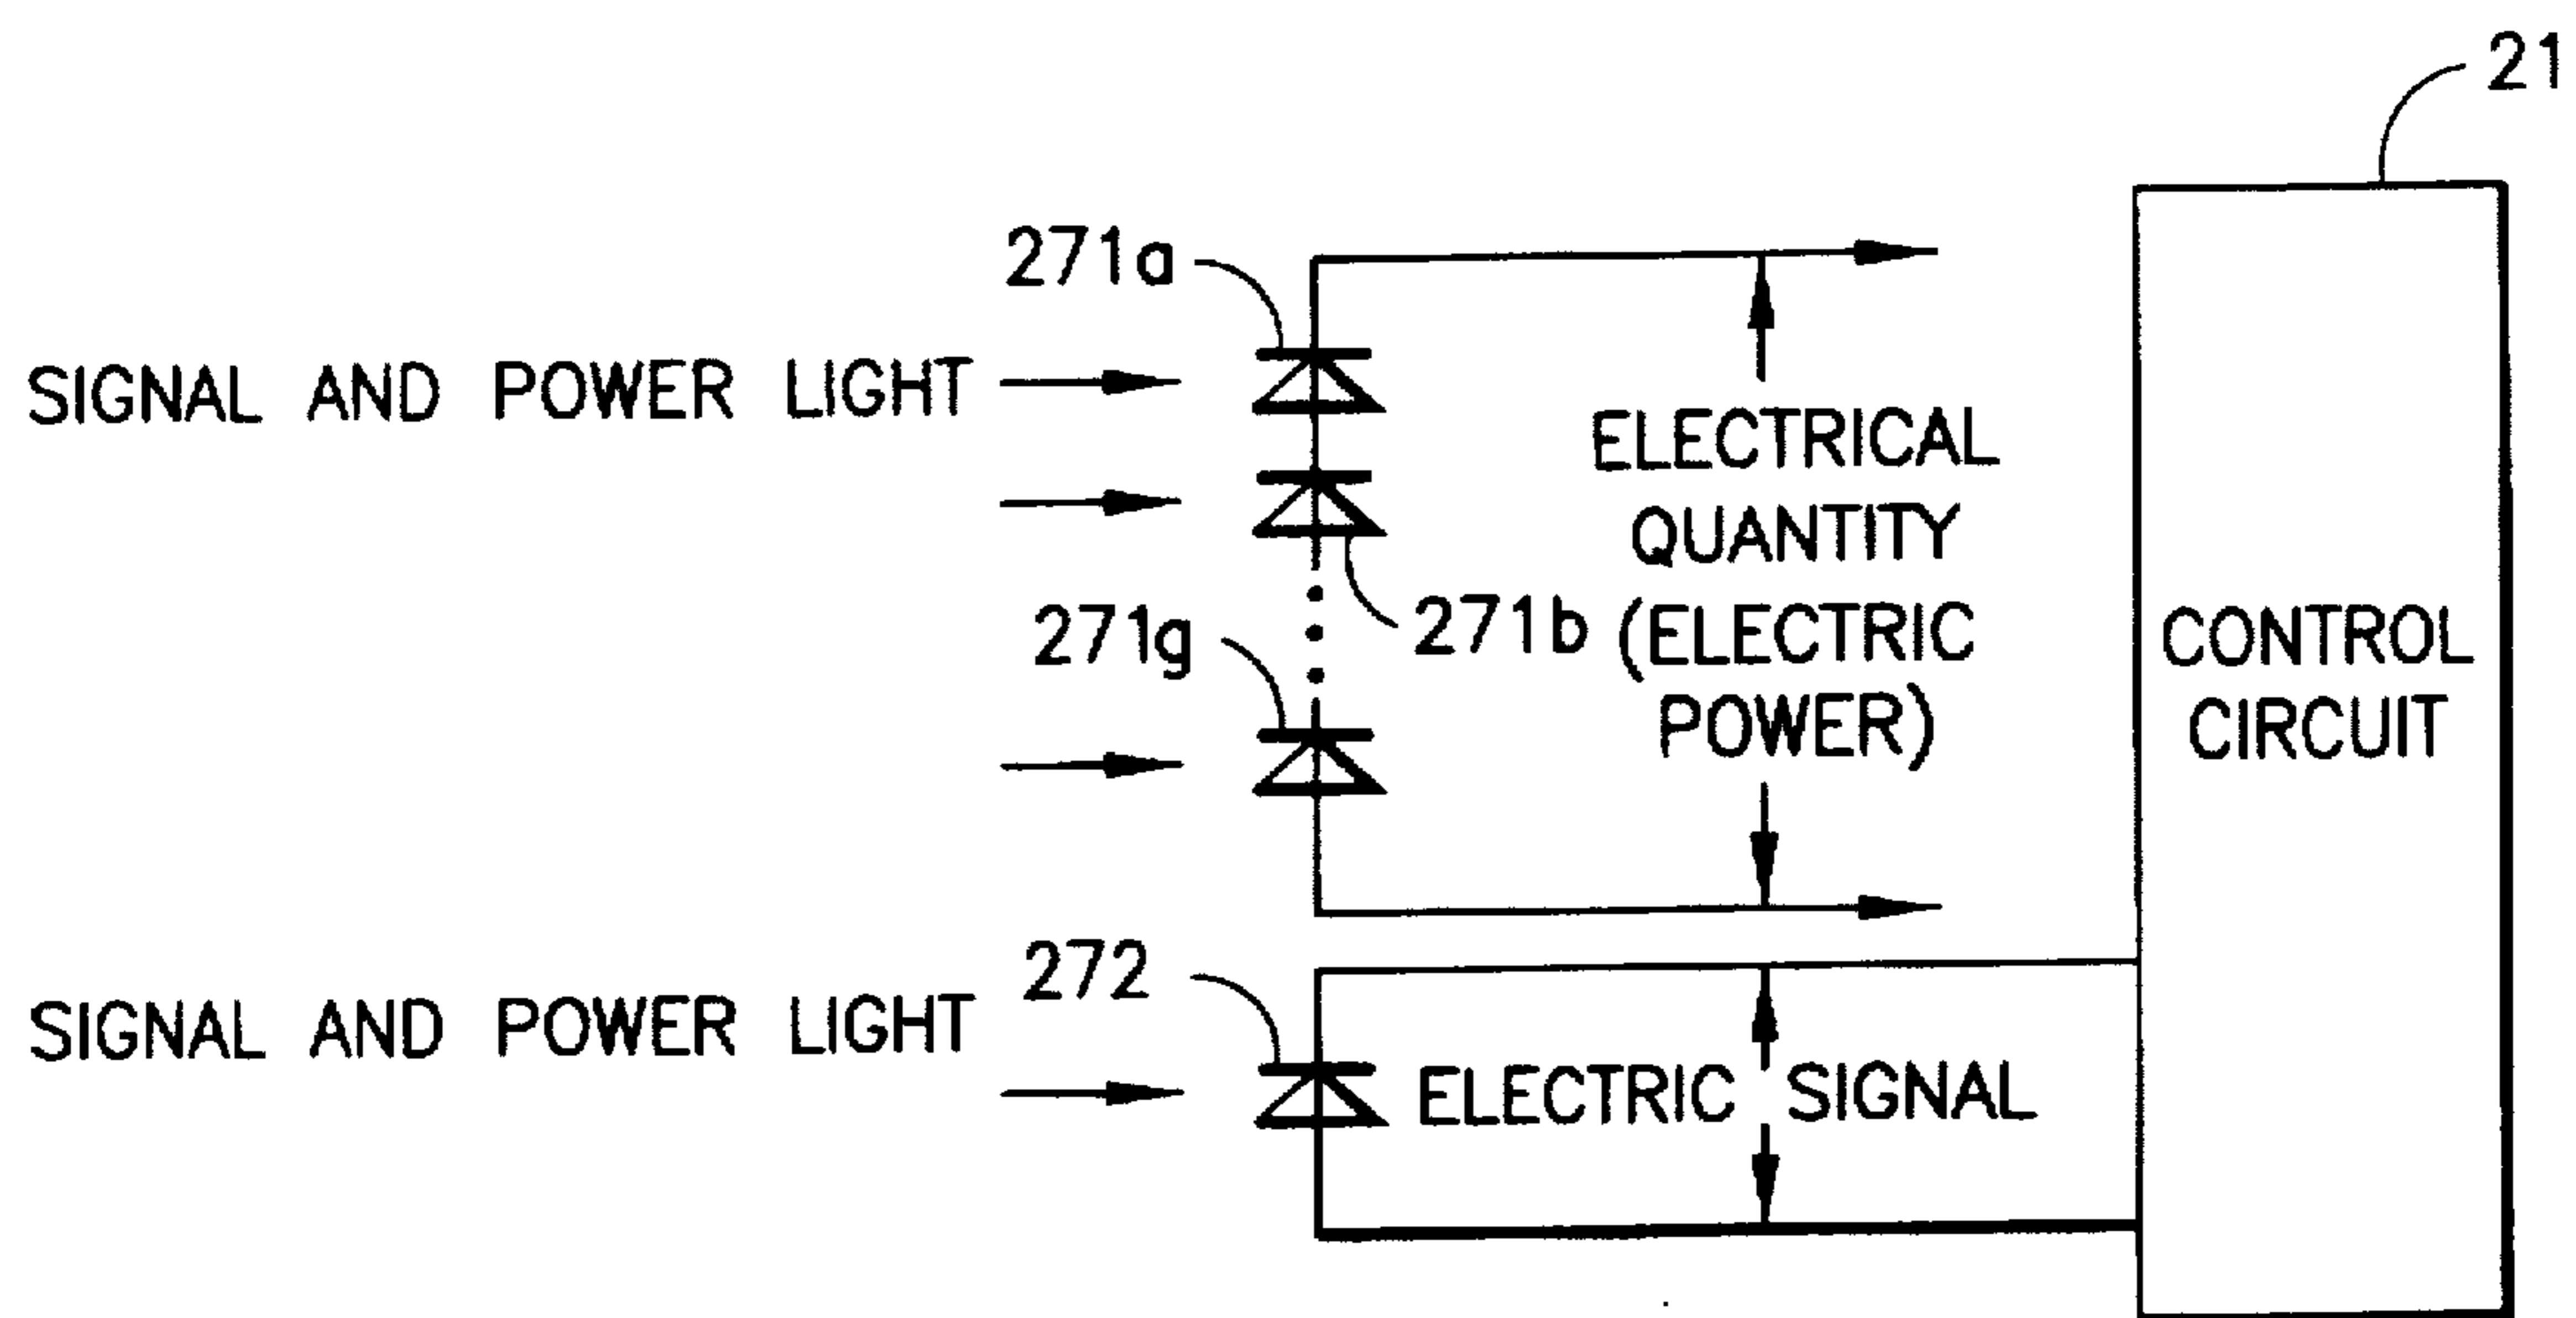 21
271a
SIGNAL AND POWER LIGHT
ELECTRICAL
QUANTITY
(ELECTRIC
POWER)
271b
271g
CONTROL
CIRCUIT
272
SIGNAL AND POWER LIGHT
ELECTRIC SIGNAL